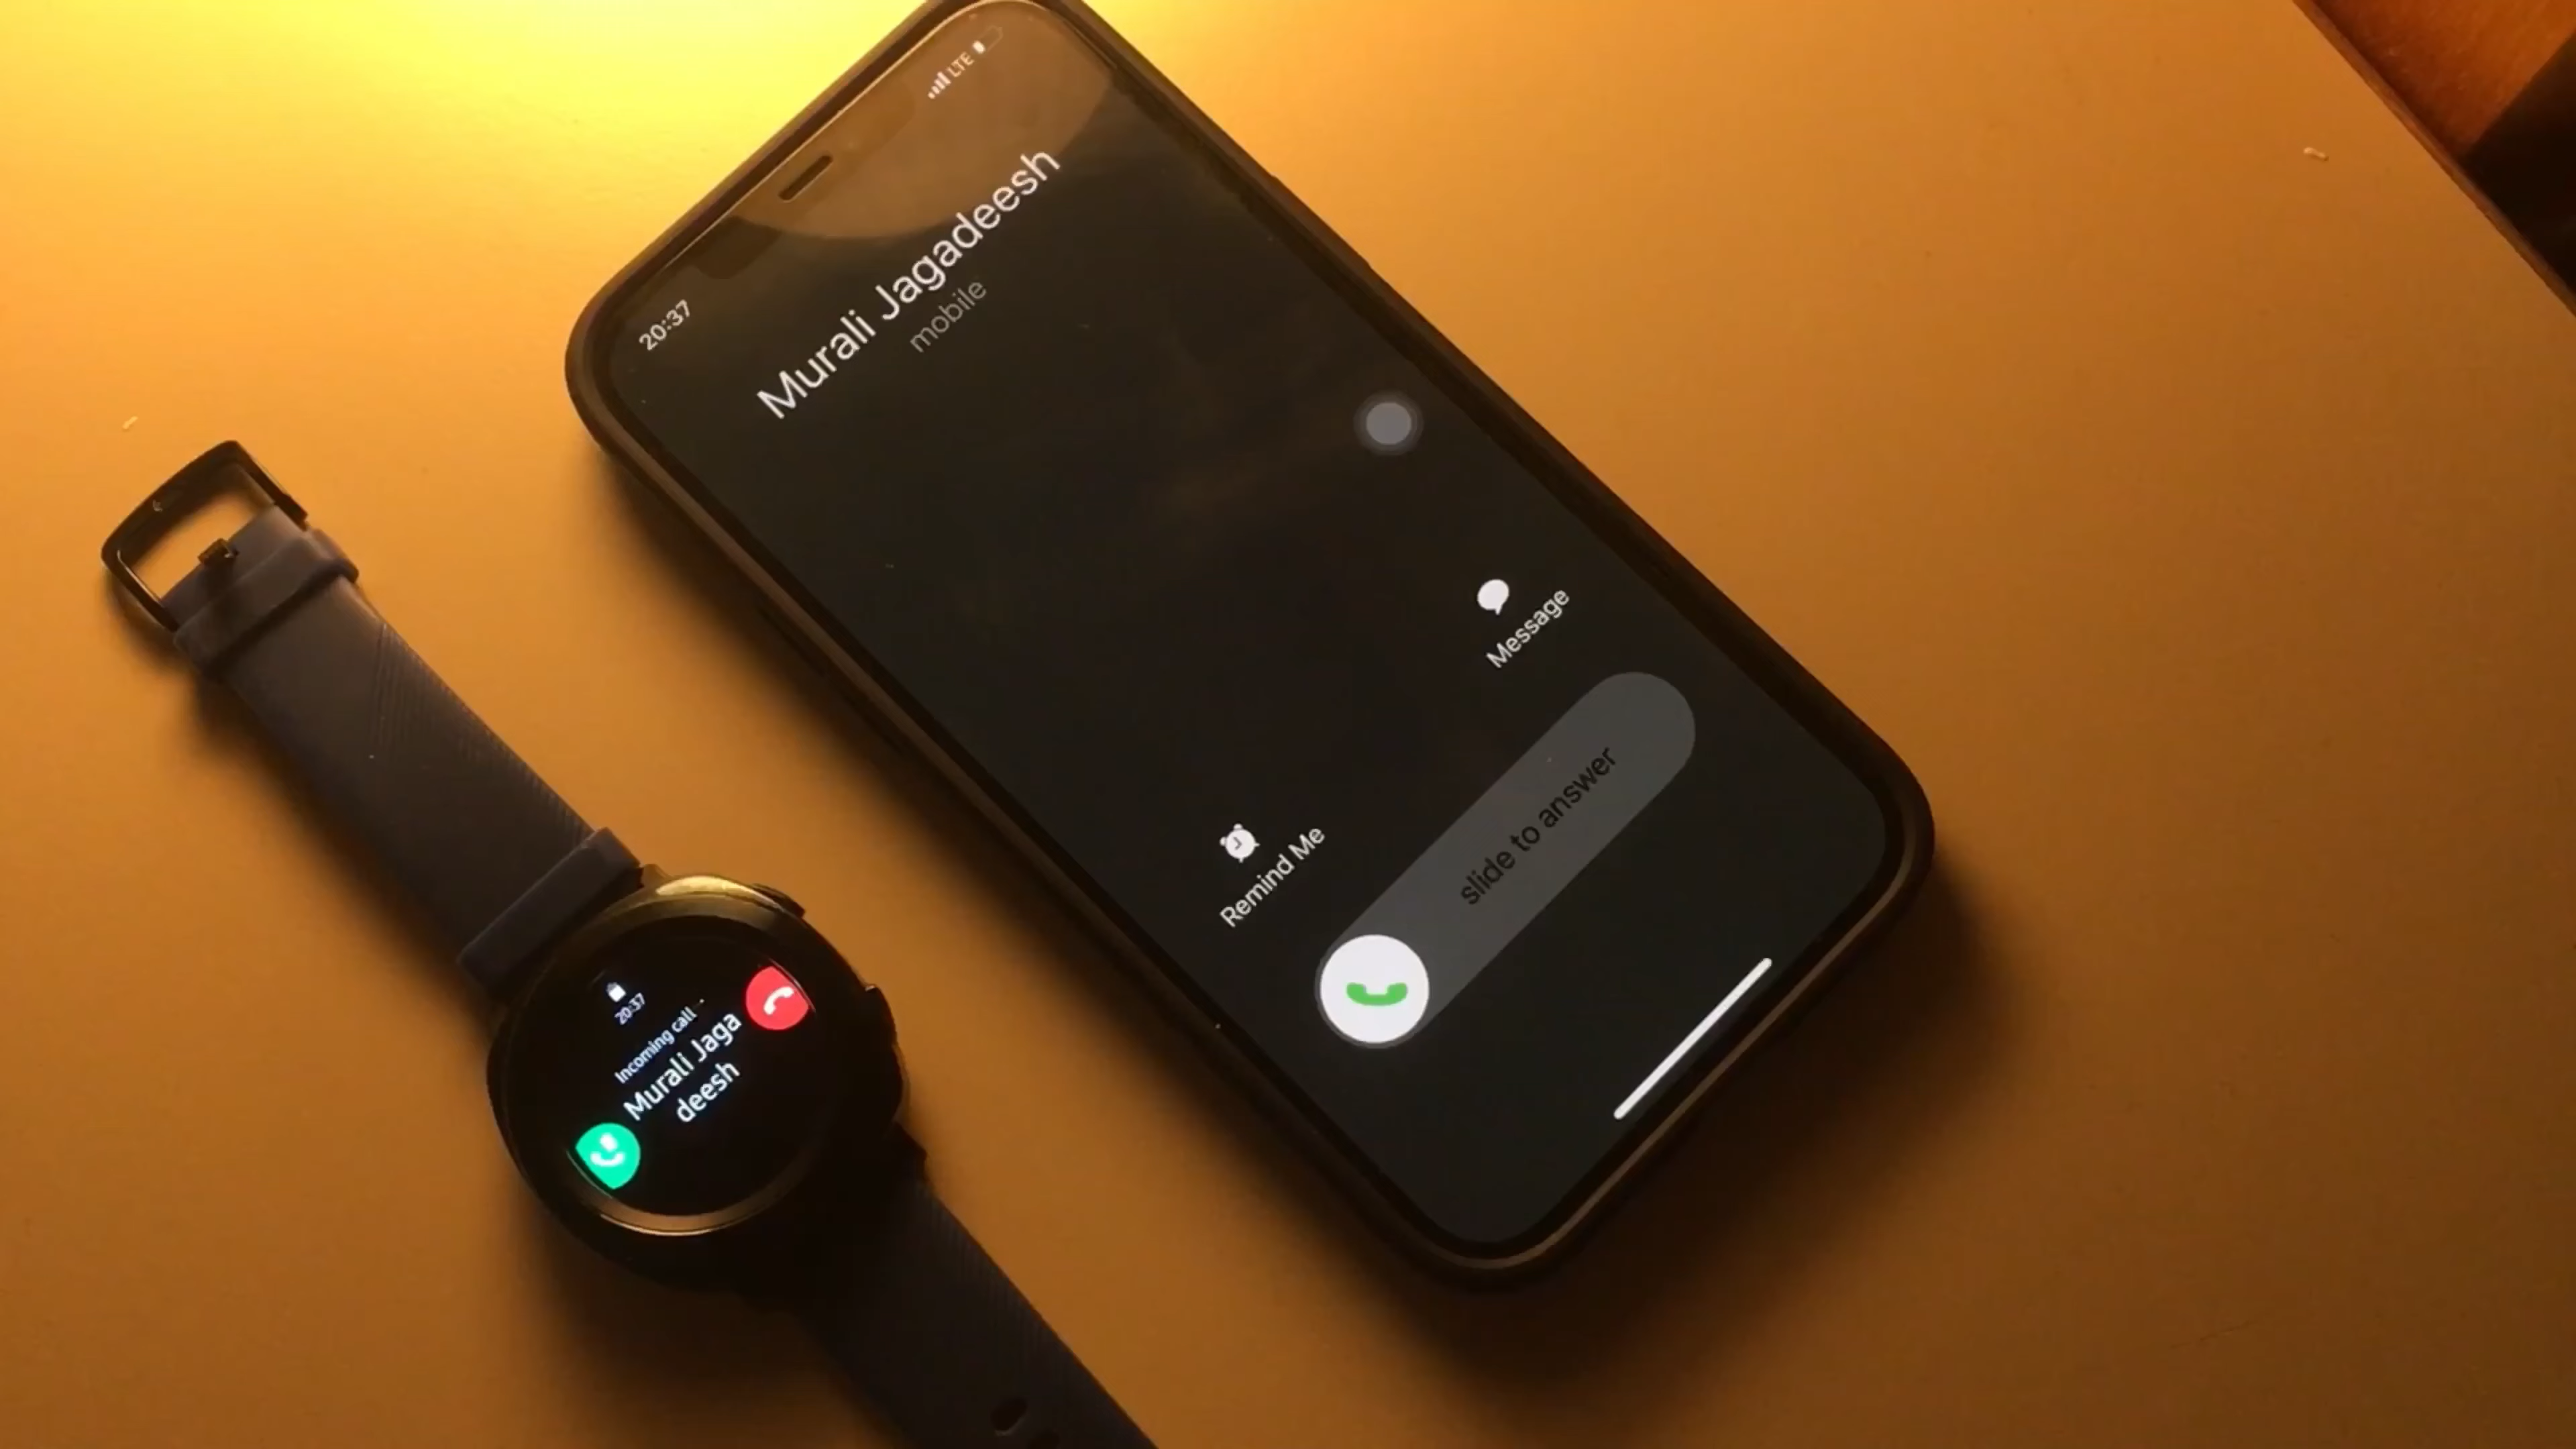 LTE
20:37
Murali Jagadeesh
mobile
Message
Remind Me
slide to answer
20:37
Incoming call
Murali Jaga
deesh